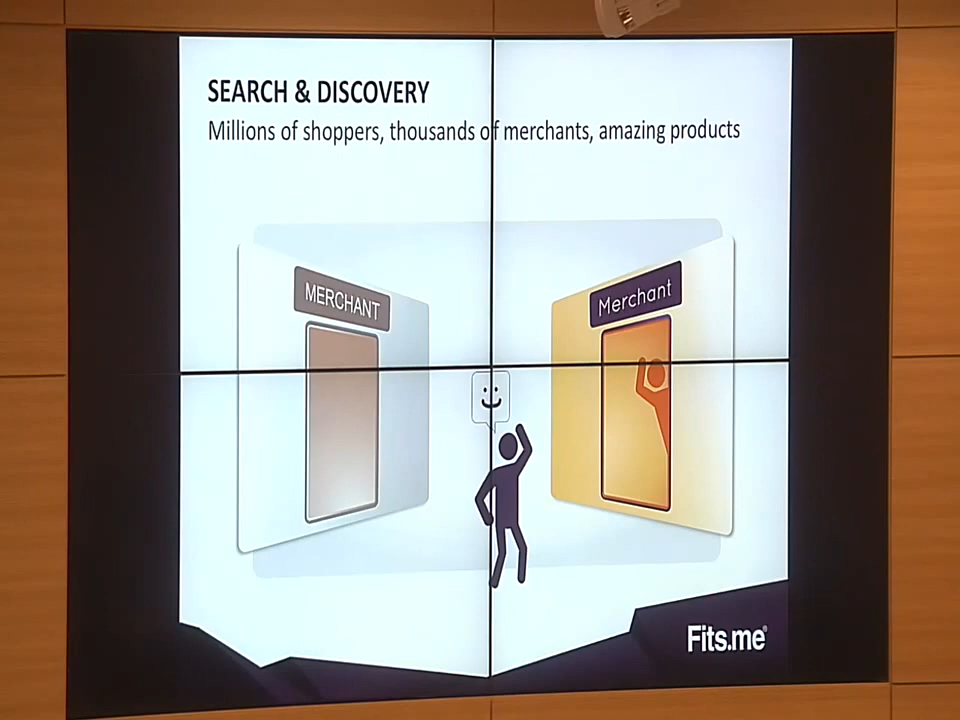 SEARCH & DISCOVERY
Millions of shoppers, thousands of merchants, amazing products
MERCHANT
Merchant
Fits.me®